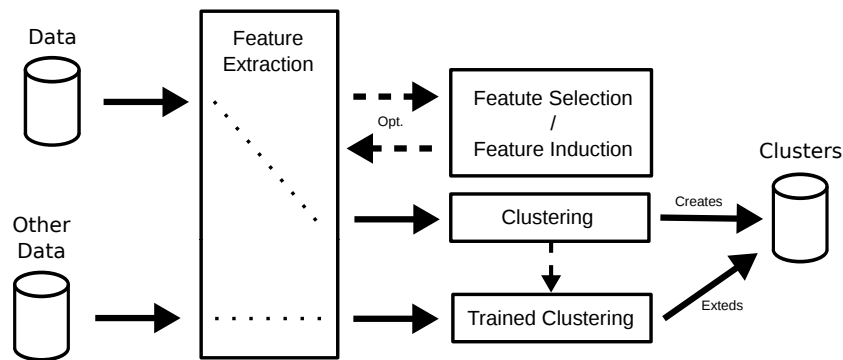 Data
Feature
Extraction
Opt.
Featute Selection
/
Feature Induction
Clusters
Clustering
Creates
Other
Data
Trained Clustering
Exteds